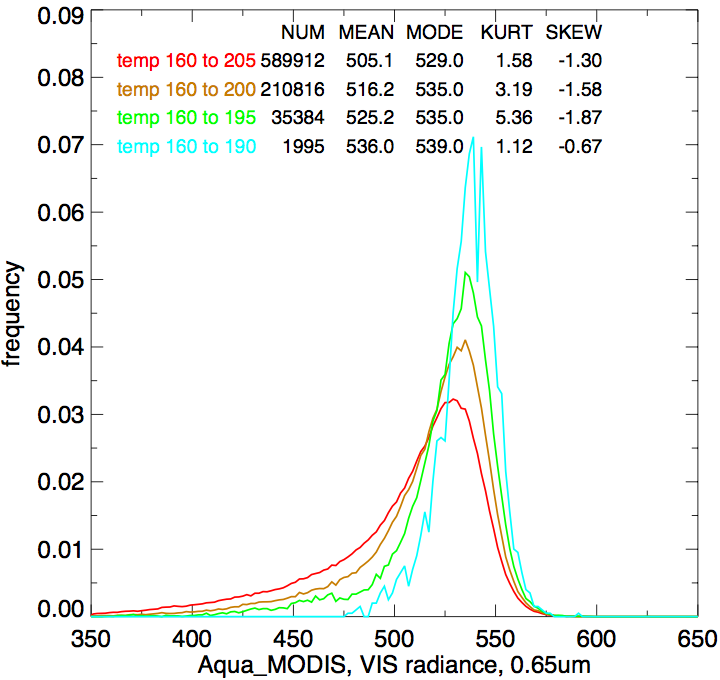 0.09
NUM MEAN MODE KURT SKEW
temp 160 to 205 589912 505.1 529.0 1.58 -1.30
0.08
temp 160 to 200 210816 516.2 535.0 3.19 -1.58
temp 160 to 195 35384 525.2 535.0 5.36 -1.87
0.07
temp 160 to 190 1995 536.0 539.0 1.12 -0.67
0.06
0.05
frequency
0.04
0.03
0.02
0.01
0.00
350 400 450 500 550 600 650
Aqua_MODIS, VIS radiance, 0.65um